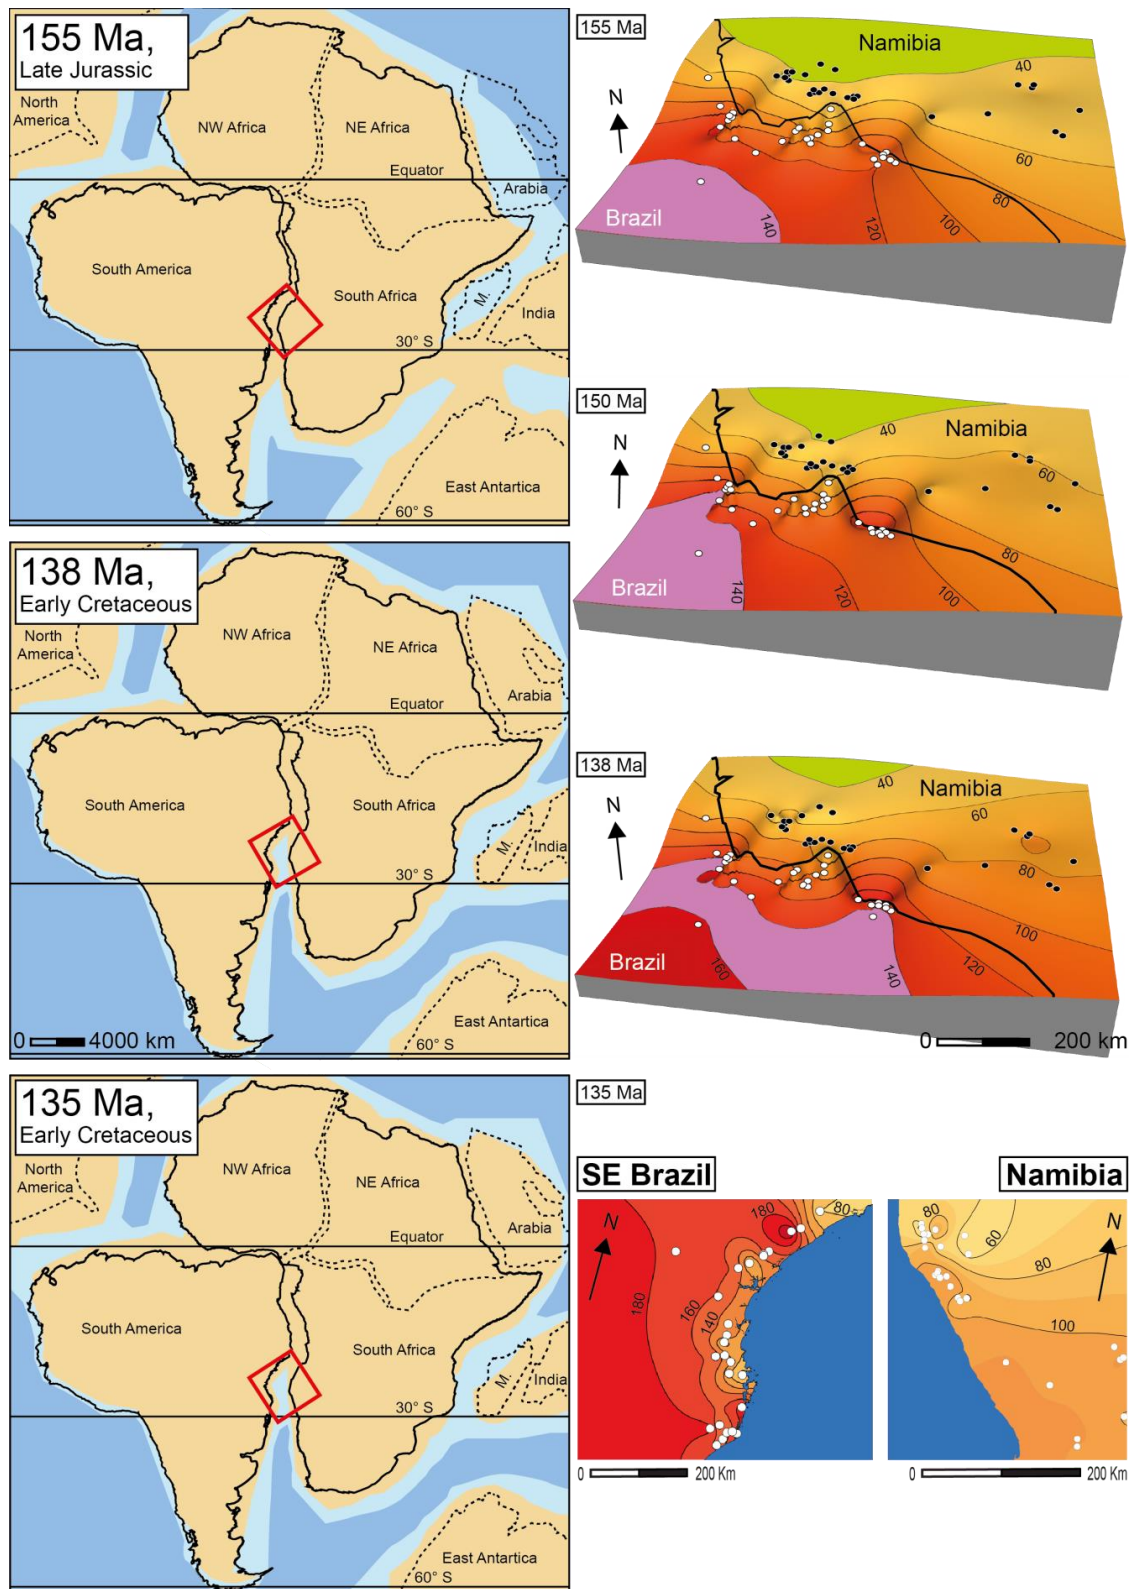 155 Ma,
Late Jurassic
North
America
NW Africa
NE Africa
Equator
Arabia
South America
South Africa
M.
India
30° S
East Antartica
60° S
138 Ma,
Early Cretaceous
North
America
NW Africa
NE Africa
Equator
Arabia
South America
South Africa
M.
India
30° S
East Antartica
60° S
0 4000 km
135 Ma,
Early Cretaceous
North
America
NW Africa
NE Africa
Equator
Arabia
South America
South Africa
M.
India
30° S
East Antartica
60° S
155 Ma
Namibia
40
N
60
80
Brazil
140
120
100
150 Ma
40
Namibia
60
N
80
Brazil
140
120
100
138 Ma
40
Namibia
60
N
80
100
Brazil
160
140
120
0 200 km
135 Ma
SE Brazil
Namibia
180
80
N
180
160
140
0 200 Km
80
60
N
80
100
0 200 Km